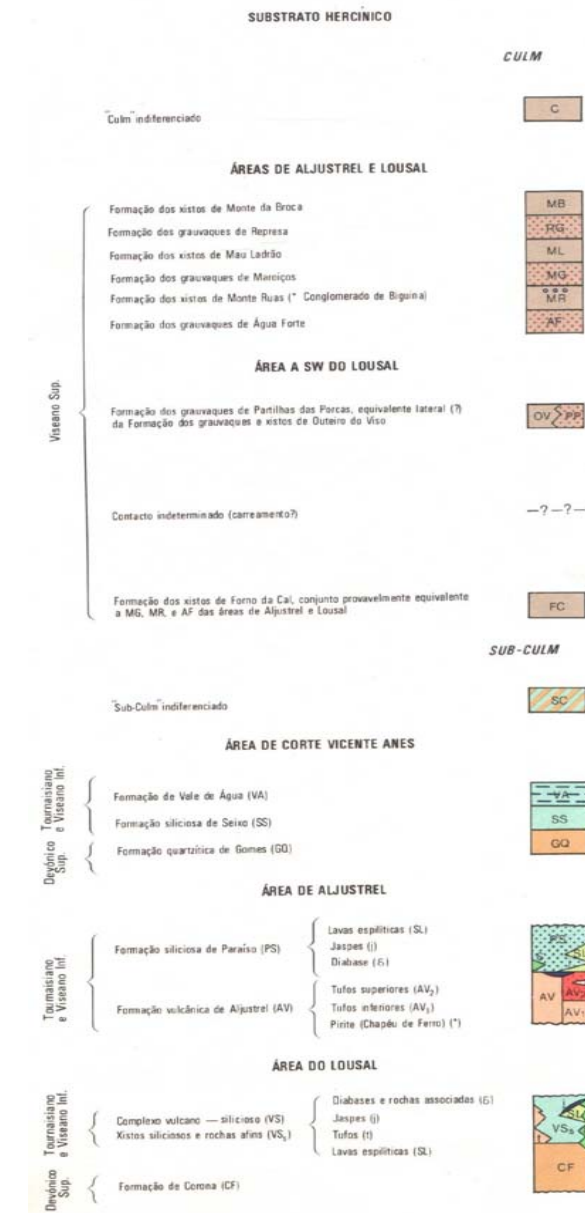 SUBSTRATO HERCÍNICO
CULM
"Culm" indiferenciado
C
ÁREAS DE ALJUSTREL E LOUSAL
Viseano Sup.
Formação dos xistos de Monte da Broca
MB
Formação dos grauvaques de Represa
RG
Formação dos xistos de Mau Ladrão
ML
Formação dos grauvaques de Marciços
MG
Formação dos xistos de Monte Ruas (* Conglomerado de Biguina)
MR
Formação dos grauvaques de Água Forte
AF
ÁREA A SW DO LOUSAL
Formação dos grauvaques de Partilhas das Porcas, equivalente lateral (?)
da Formação dos grauvaques e xistos de Outeiro do Viso
OV PP
Contacto indeterminado (carreamento?)
—?—?—
Formação dos xistos de Forno da Cal, conjunto provavelmente equivalente
a MG, MR, e AF das áreas de Aljustrel e Lousal
FC
SUB-CULM
"Sub-Culm" indiferenciado
SC
ÁREA DE CORTE VICENTE ANES
Tournaisiano
e Viseano Inf.
Formação de Vale de Água (VA)
VA
Formação siliciosa de Seixo (SS)
SS
Devónico
Sup.
Formação quartzítica de Gomes (GQ)
GQ
ÁREA DE ALJUSTREL
Tournaisiano
e Viseano Inf.
Formação siliciosa de Paraíso (PS)
Lavas espilíticas (SL)
Jaspes (j)
Diabase (δ)
PS
SL
Formação vulcânica de Aljustrel (AV)
Tufos superiores (AV₂)
Tufos inferiores (AV₁)
Pirite (Chapéu de Ferro) (*)
AV
AV₂
AV₁
ÁREA DO LOUSAL
Tournaisiano
e Viseano Inf.
Complexo vulcano — silicioso (VS)
Xistos siliciosos e rochas afins (VSₛ)
Diabases e rochas associadas (δ)
Jaspes (j)
Tufos (t)
Lavas espilíticas (SL)
SL
VSₛ
Devónico
Sup.
Formação de Corona (CF)
CF